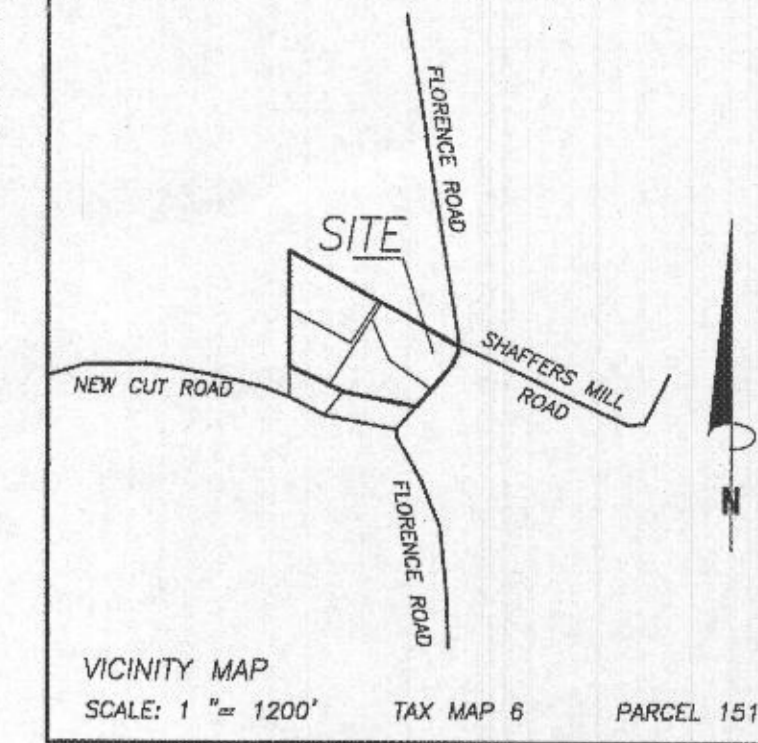 FLORENCE ROAD
SITE
SHAFFERS MILL
ROAD
NEW CUT ROAD
FLORENCE ROAD
N
VICINITY MAP
SCALE: 1 "= 1200' TAX MAP 6 PARCEL 151